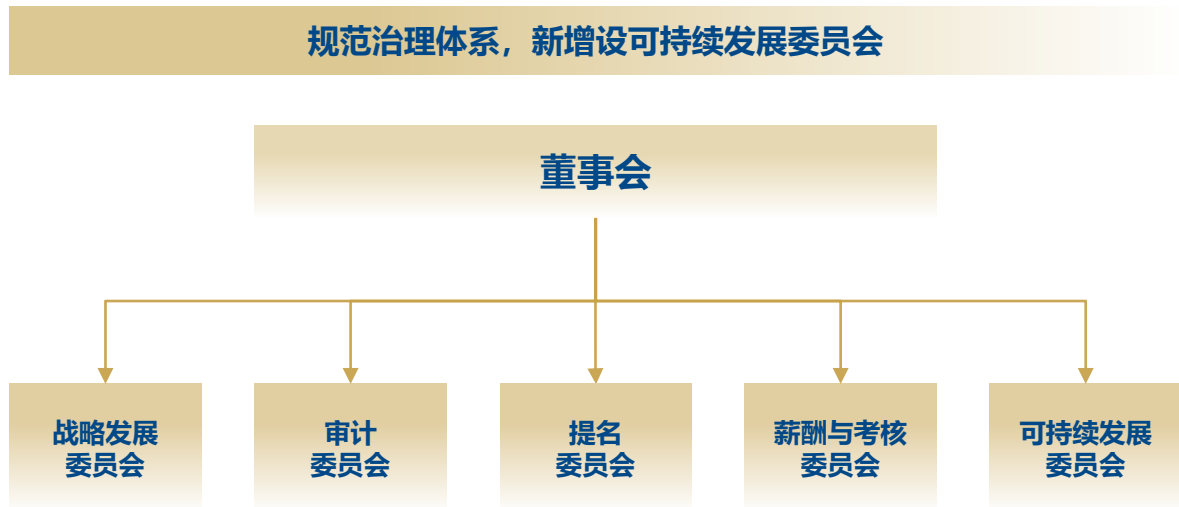 规范治理体系，新增设可持续发展委员会
董事会
战略发展
委员会
审计
委员会
提名
委员会
薪酬与考核
委员会
可持续发展
委员会